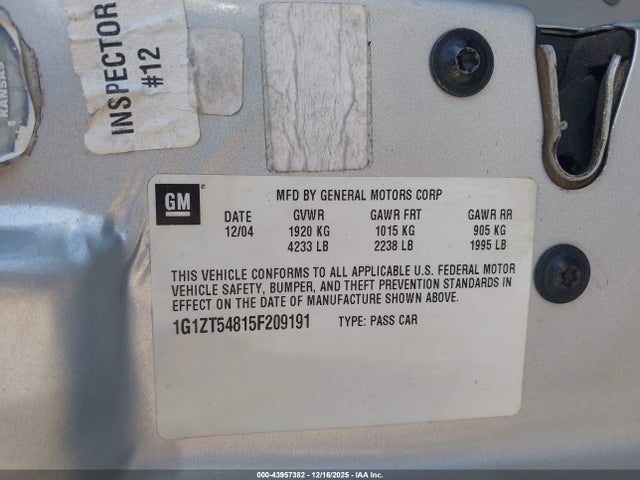 KANSAS
INSPECTOR
#12
GM
MFD BY GENERAL MOTORS CORP
DATE GVWR GAWR FRT GAWR RR
12/04 1920 KG 1015 KG 905 KG
4233 LB 2238 LB 1995 LB
THIS VEHICLE CONFORMS TO ALL APPLICABLE U.S. FEDERAL MOTOR
VEHICLE SAFETY, BUMPER, AND THEFT PREVENTION STANDARDS IN
EFFECT ON THE DATE OF MANUFACTURE SHOWN ABOVE.
1G1ZT54815F209191 TYPE: PASS CAR
000-43957382 | 12/16/2025 | IAA Inc.